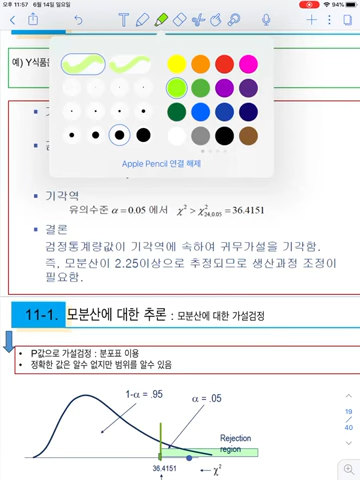 오후 11:57 6월 14일 일요일
예) Y식품
Apple Pencil 연결 해제
기각역
유의수준 α = 0.05 에서 χ² > χ²₂₄,₀.₀₅ = 36.4151
결론
검정통계량값이 기각역에 속하여 귀무가설을 기각함.
즉, 모분산이 2.25이상으로 추정되므로 생산과정 조정이
필요함.
11-1. 모분산에 대한 추론 : 모분산에 대한 가설검정
P값으로 가설검정 : 분포표 이용
정확한 값은 알수 없지만 범위를 알수 있음
1-α = .95
α = .05
Rejection
region
36.4151
χ²
19
/
40